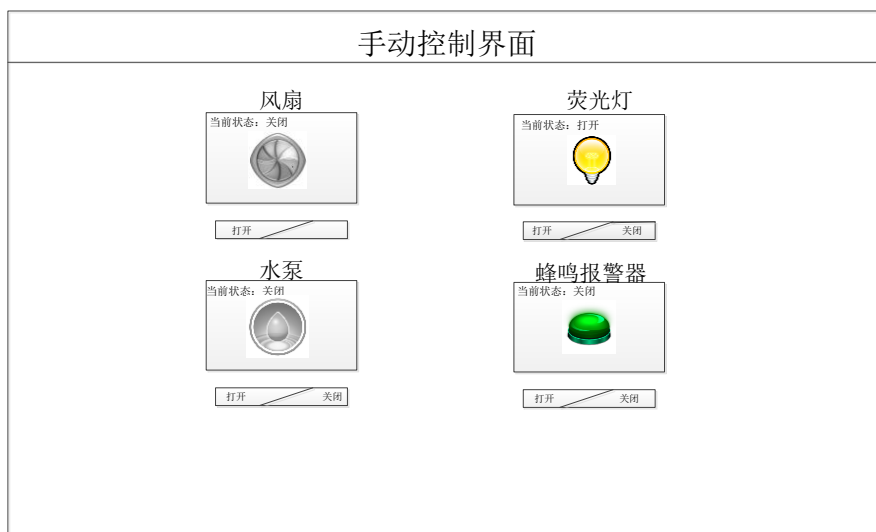 手动控制界面
风扇
当前状态：关闭
打开
荧光灯
当前状态：打开
打开 关闭
水泵
当前状态：关闭
打开 关闭
蜂鸣报警器
当前状态：关闭
打开 关闭